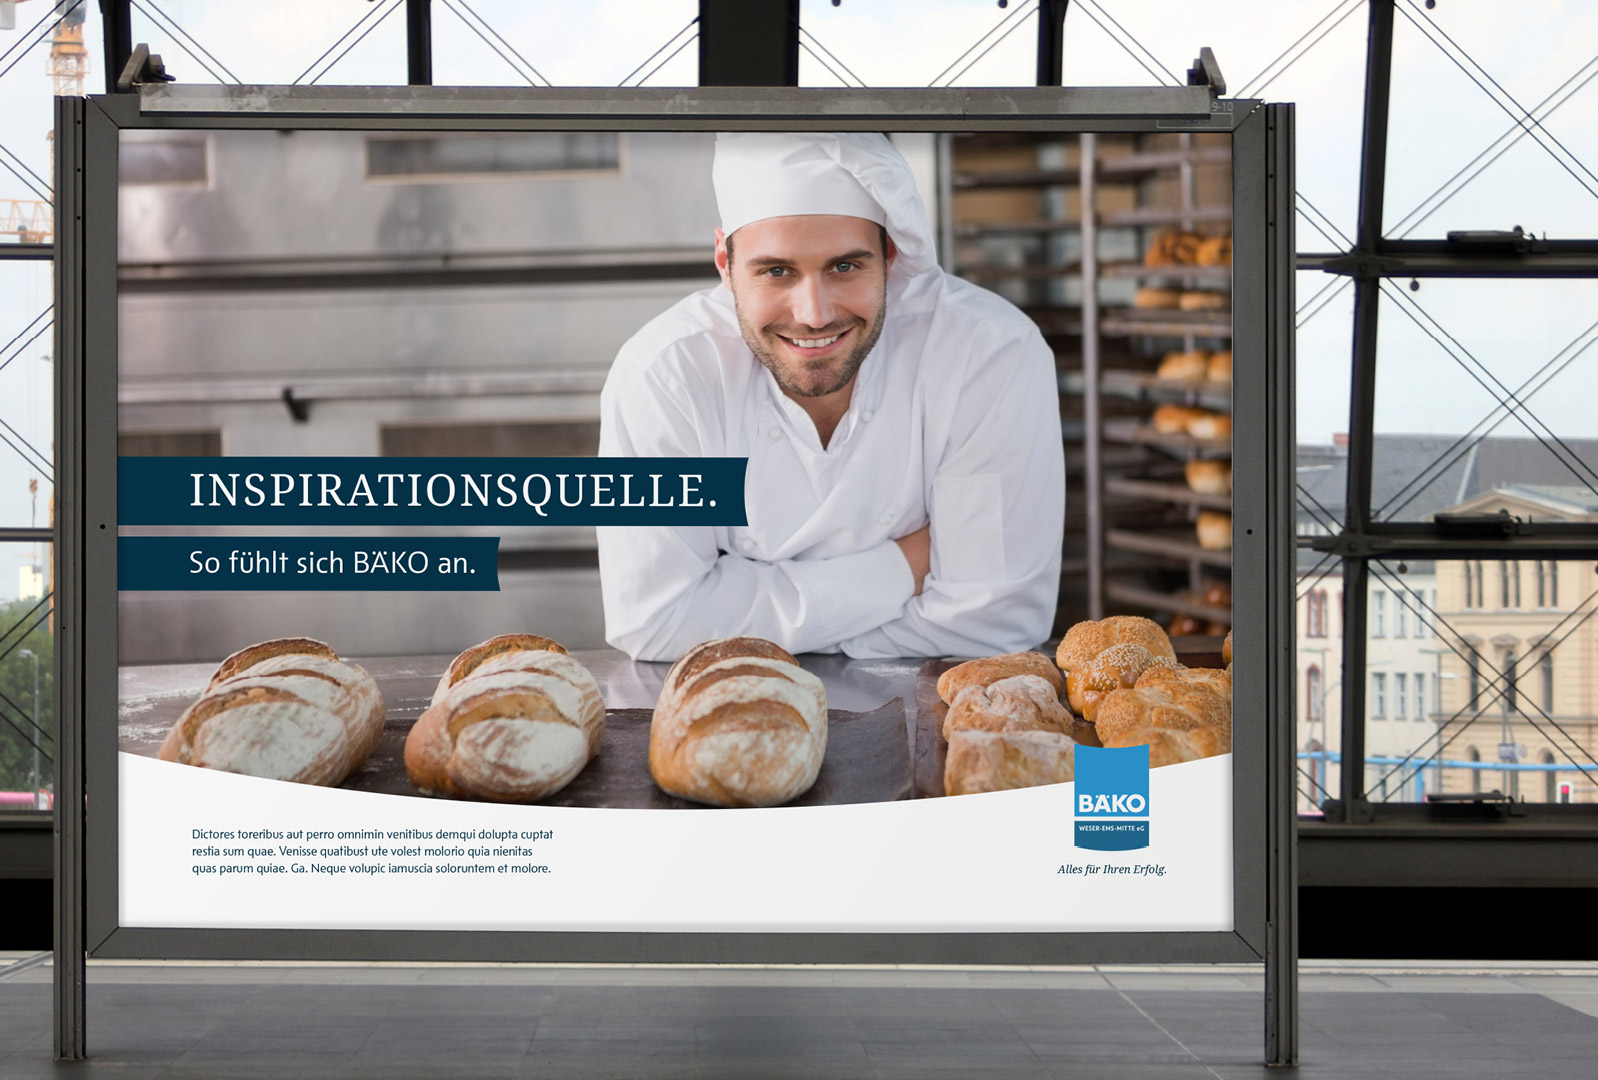 9-10
INSPIRATIONSQUELLE.
So fühlt sich BÄKO an.
Dictores toreribus aut perro omnimin venitibus demqui dolupta cuptat
restia sum quae. Venisse quatibust ute volest molorio quia nienitas
quas parum quiae. Ga. Neque volupic iamuscia soloruntem et molore.
BÄKO
WESER-EMS-MITTE eG
Alles für Ihren Erfolg.